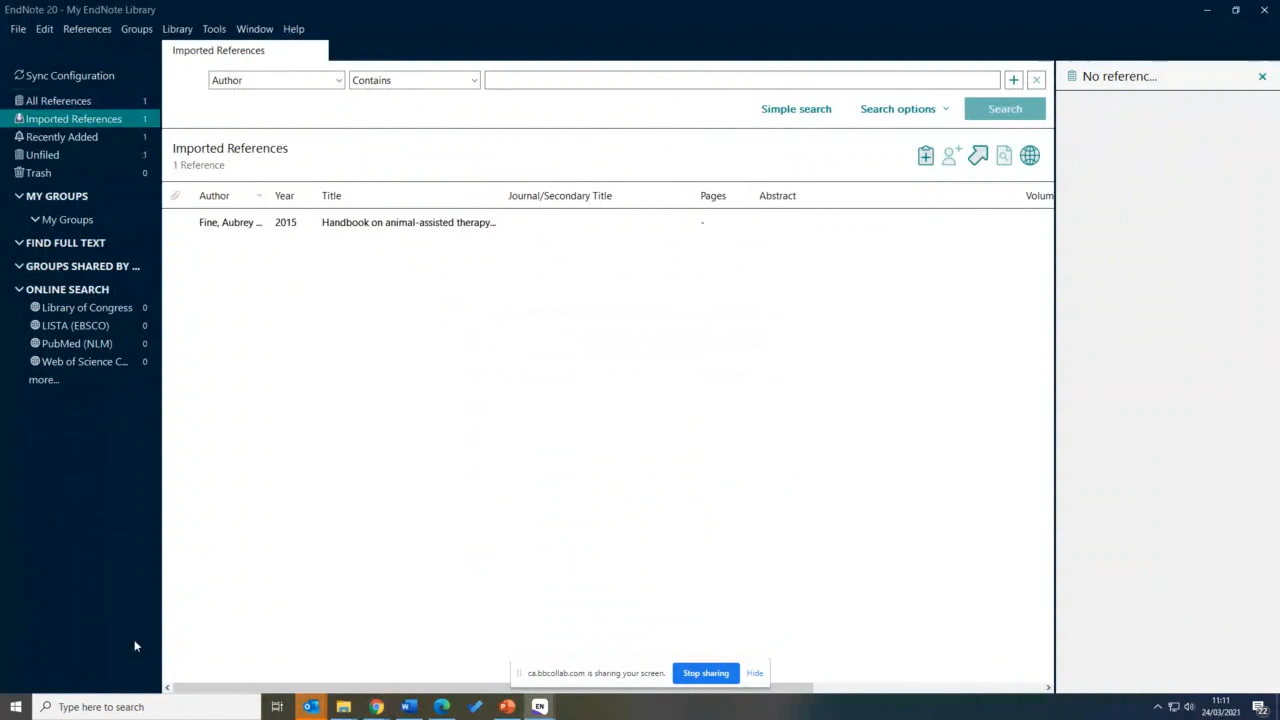 EndNote 20 - My EndNote Library
File Edit References Groups Library Tools Window Help
Imported References
Sync Configuration
All References 1
Imported References 1
Recently Added 1
Unfiled 1
Trash 0
MY GROUPS
My Groups
FIND FULL TEXT
GROUPS SHARED BY ...
ONLINE SEARCH
Library of Congress 0
LISTA (EBSCO) 0
PubMed (NLM) 0
Web of Science C... 0
more...
Author Contains
Simple search Search options Search
Imported References
1 Reference
Author Year Title Journal/Secondary Title Pages Abstract Volum
Fine, Aubrey ... 2015 Handbook on animal-assisted therapy... -
No referenc...
ca.bbcollab.com is sharing your screen. Stop sharing Hide
Type here to search
EN
11:11
24/03/2021
22